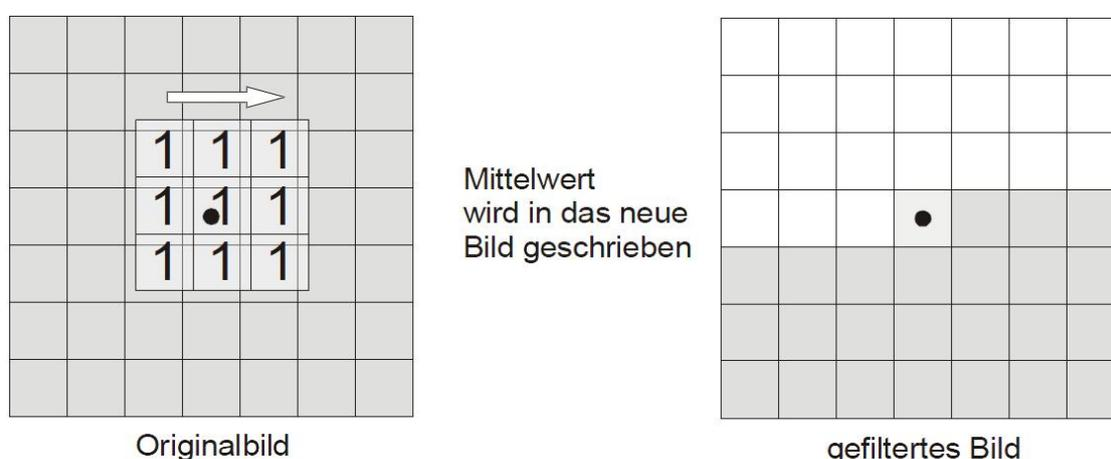 1 1 1
1 1 1
1 1 1
Mittelwert
wird in das neue
Bild geschrieben
Originalbild
gefiltertes Bild